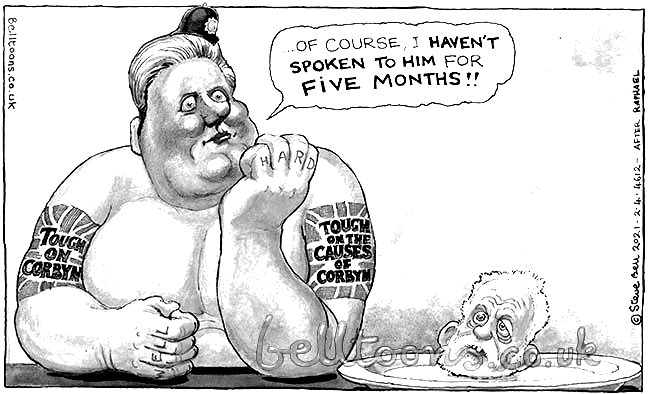 Belltoons.co.uk
...OF COURSE, I HAVEN'T
SPOKEN TO HIM FOR
FIVE MONTHS!!
HARD
TOUGH
ON
CORBYN
TOUGH
ON THE
CAUSES
OF
CORBYN
WELL
belltoons.co.uk
© Steve Bell 2021 - 2·4·4612 - AFTER RAPHAEL